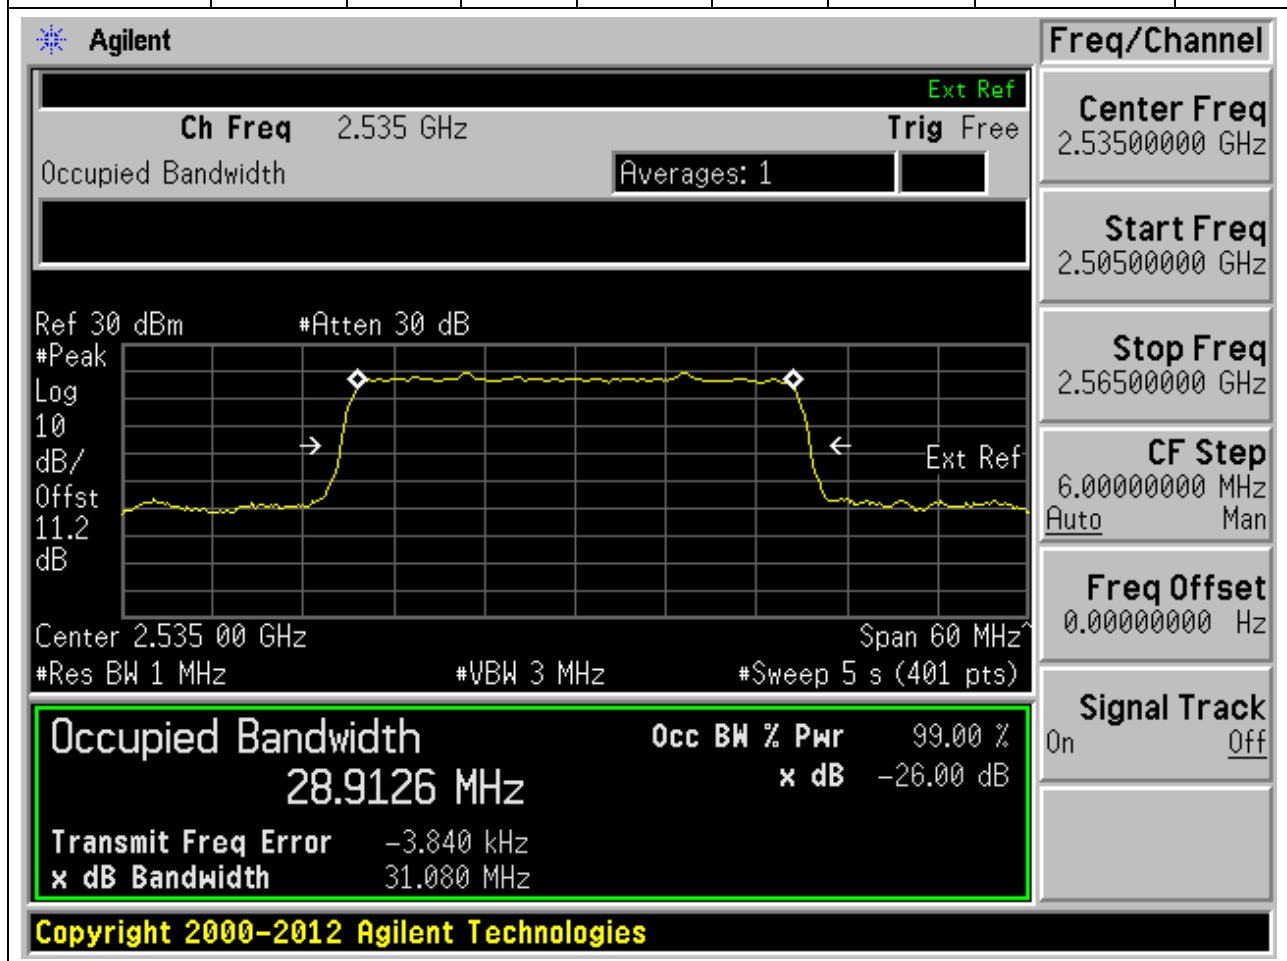 Agilent
Freq/Channel
Ext Ref
Ch Freq 2.535 GHz Trig Free
Occupied Bandwidth Averages: 1
Center Freq
2.53500000 GHz
Start Freq
2.50500000 GHz
Stop Freq
2.56500000 GHz
CF Step
6.00000000 MHz
Auto Man
Freq Offset
0.00000000 Hz
Signal Track
On Off
Ref 30 dBm #Atten 30 dB
#Peak
Log
10
dB/
Offst
11.2
dB
Ext Ref
Center 2.535 00 GHz Span 60 MHz^
#Res BW 1 MHz #VBW 3 MHz #Sweep 5 s (401 pts)
Occupied Bandwidth
28.9126 MHz
Occ BW % Pwr 99.00 %
x dB -26.00 dB
Transmit Freq Error -3.840 kHz
x dB Bandwidth 31.080 MHz
Copyright 2000-2012 Agilent Technologies